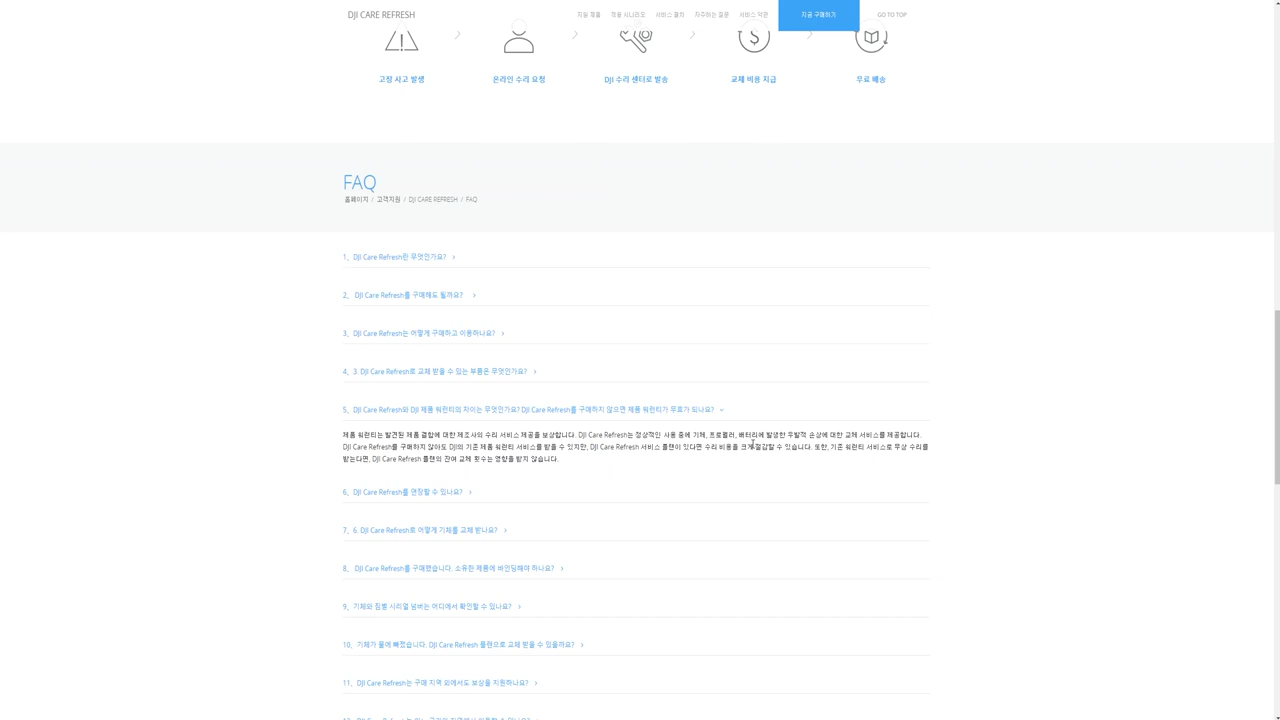 DJI CARE REFRESH
지원 제품 적용 시나리오 서비스 절차 자주하는 질문 서비스 약관 지금 구매하기 GO TO TOP
고장 사고 발생
온라인 수리 요청
DJI 수리 센터로 발송
교체 비용 지급
무료 배송
FAQ
홈페이지 / 고객지원 / DJI CARE REFRESH / FAQ
1、DJI Care Refresh란 무엇인가요?
2、 DJI Care Refresh를 구매해도 될까요?
3、DJI Care Refresh는 어떻게 구매하고 이용하나요?
4、3. DJI Care Refresh로 교체 받을 수 있는 부품은 무엇인가요?
5、DJI Care Refresh와 DJI 제품 워런티의 차이는 무엇인가요? DJI Care Refresh를 구매하지 않으면 제품 워런티가 무효가 되나요?
제품 워런티는 발견된 제품 결함에 대한 제조사의 수리 서비스 제공을 보상합니다. DJI Care Refresh는 정상적인 사용 중에 기체, 프로펠러, 배터리에 발생한 우발적 손상에 대한 교체 서비스를 제공합니다.
DJI Care Refresh를 구매하지 않아도 DJI의 기존 제품 워런티 서비스를 받을 수 있지만, DJI Care Refresh 서비스 플랜이 있다면 수리 비용을 크게 절감할 수 있습니다. 또한, 기존 워런티 서비스로 무상 수리를
받는다면, DJI Care Refresh 플랜의 잔여 교체 횟수는 영향을 받지 않습니다.
6、DJI Care Refresh를 연장할 수 있나요?
7、6. DJI Care Refresh로 어떻게 기체를 교체 받나요?
8、 DJI Care Refresh를 구매했습니다. 소유한 제품에 바인딩해야 하나요?
9、기체와 짐벌 시리얼 넘버는 어디에서 확인할 수 있나요?
10、기체가 물에 빠졌습니다. DJI Care Refresh 플랜으로 교체 받을 수 있을까요?
11、DJI Care Refresh는 구매 지역 외에서도 보상을 지원하나요?